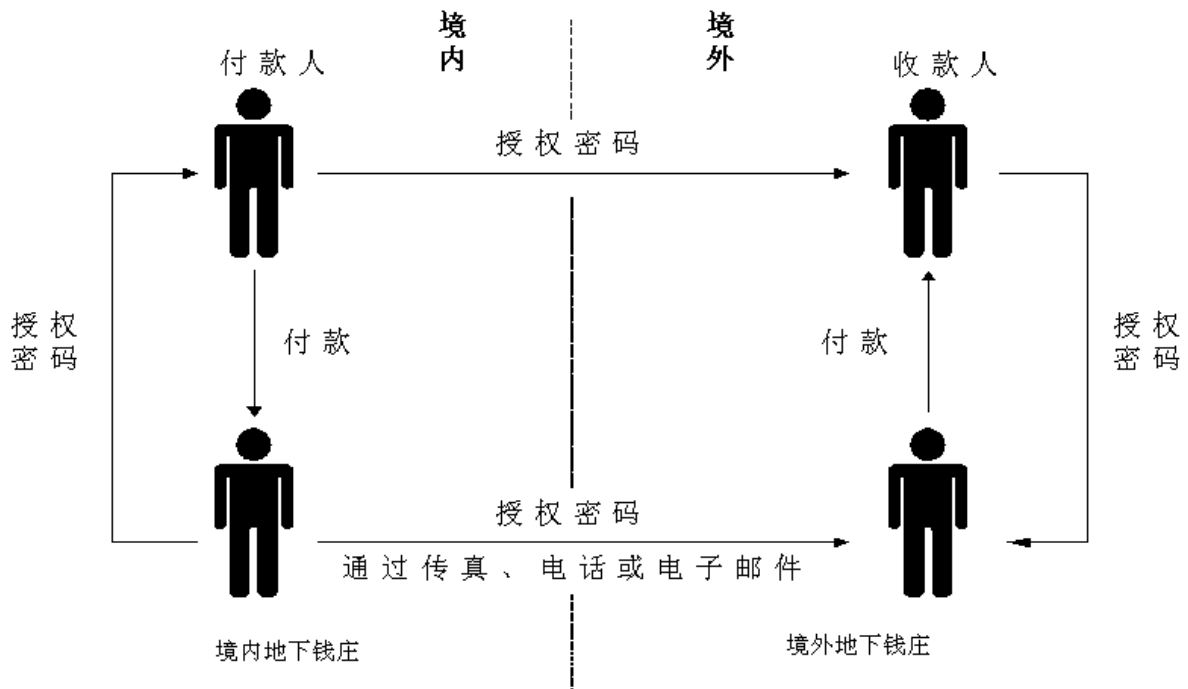 境内
境外
付款人
收款人
授权密码
授权
密码
付款
付款
授权
密码
授权密码
通过传真、电话或电子邮件
境内地下钱庄
境外地下钱庄